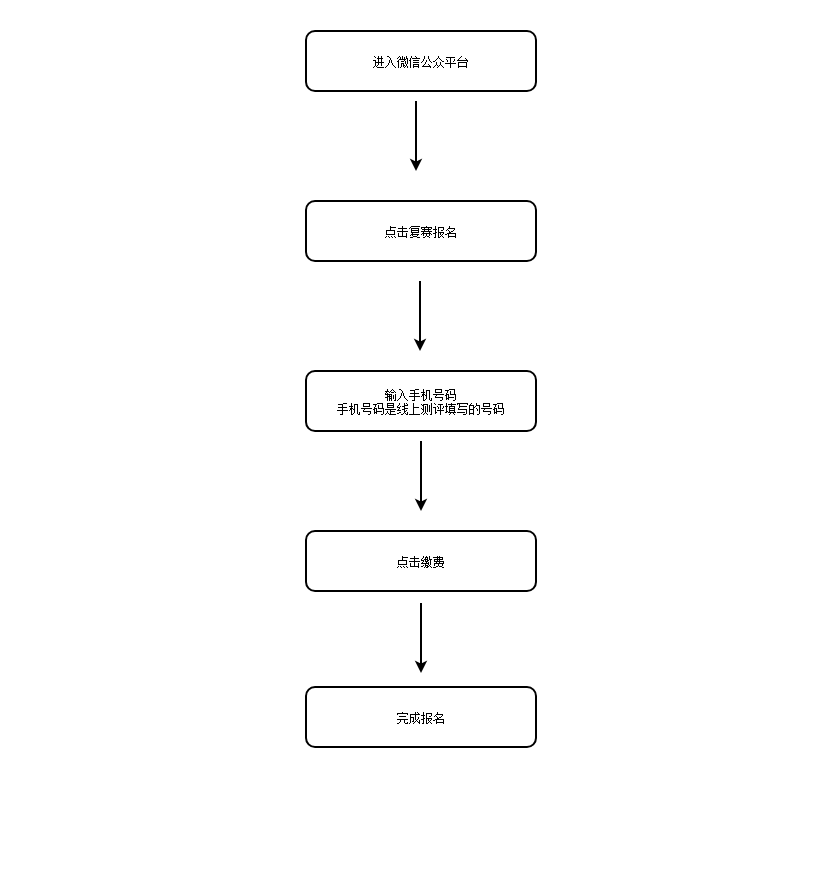 进入微信公众平台
点击复赛报名
输入手机号码
手机号码是线上测评填写的号码
点击缴费
完成报名